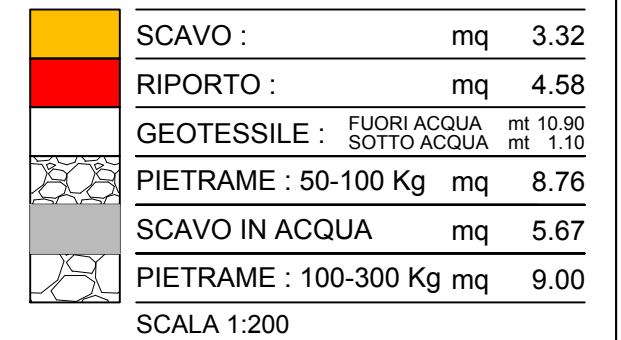 SCAVO : mq 3.32
RIPORTO : mq 4.58
GEOTESSILE : FUORI ACQUA mt 10.90
SOTTO ACQUA mt 1.10
PIETRAME : 50-100 Kg mq 8.76
SCAVO IN ACQUA mq 5.67
PIETRAME : 100-300 Kg mq 9.00
SCALA 1:200